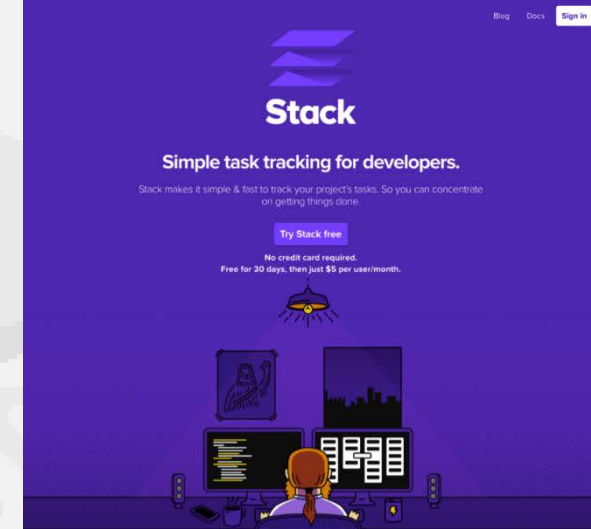 Blog Docs Sign in
Stack
Simple task tracking for developers.
Stack makes it simple & fast to track your project's tasks. So you can concentrate
on getting things done.
Try Stack free
No credit card required.
Free for 30 days, then just $5 per user/month.